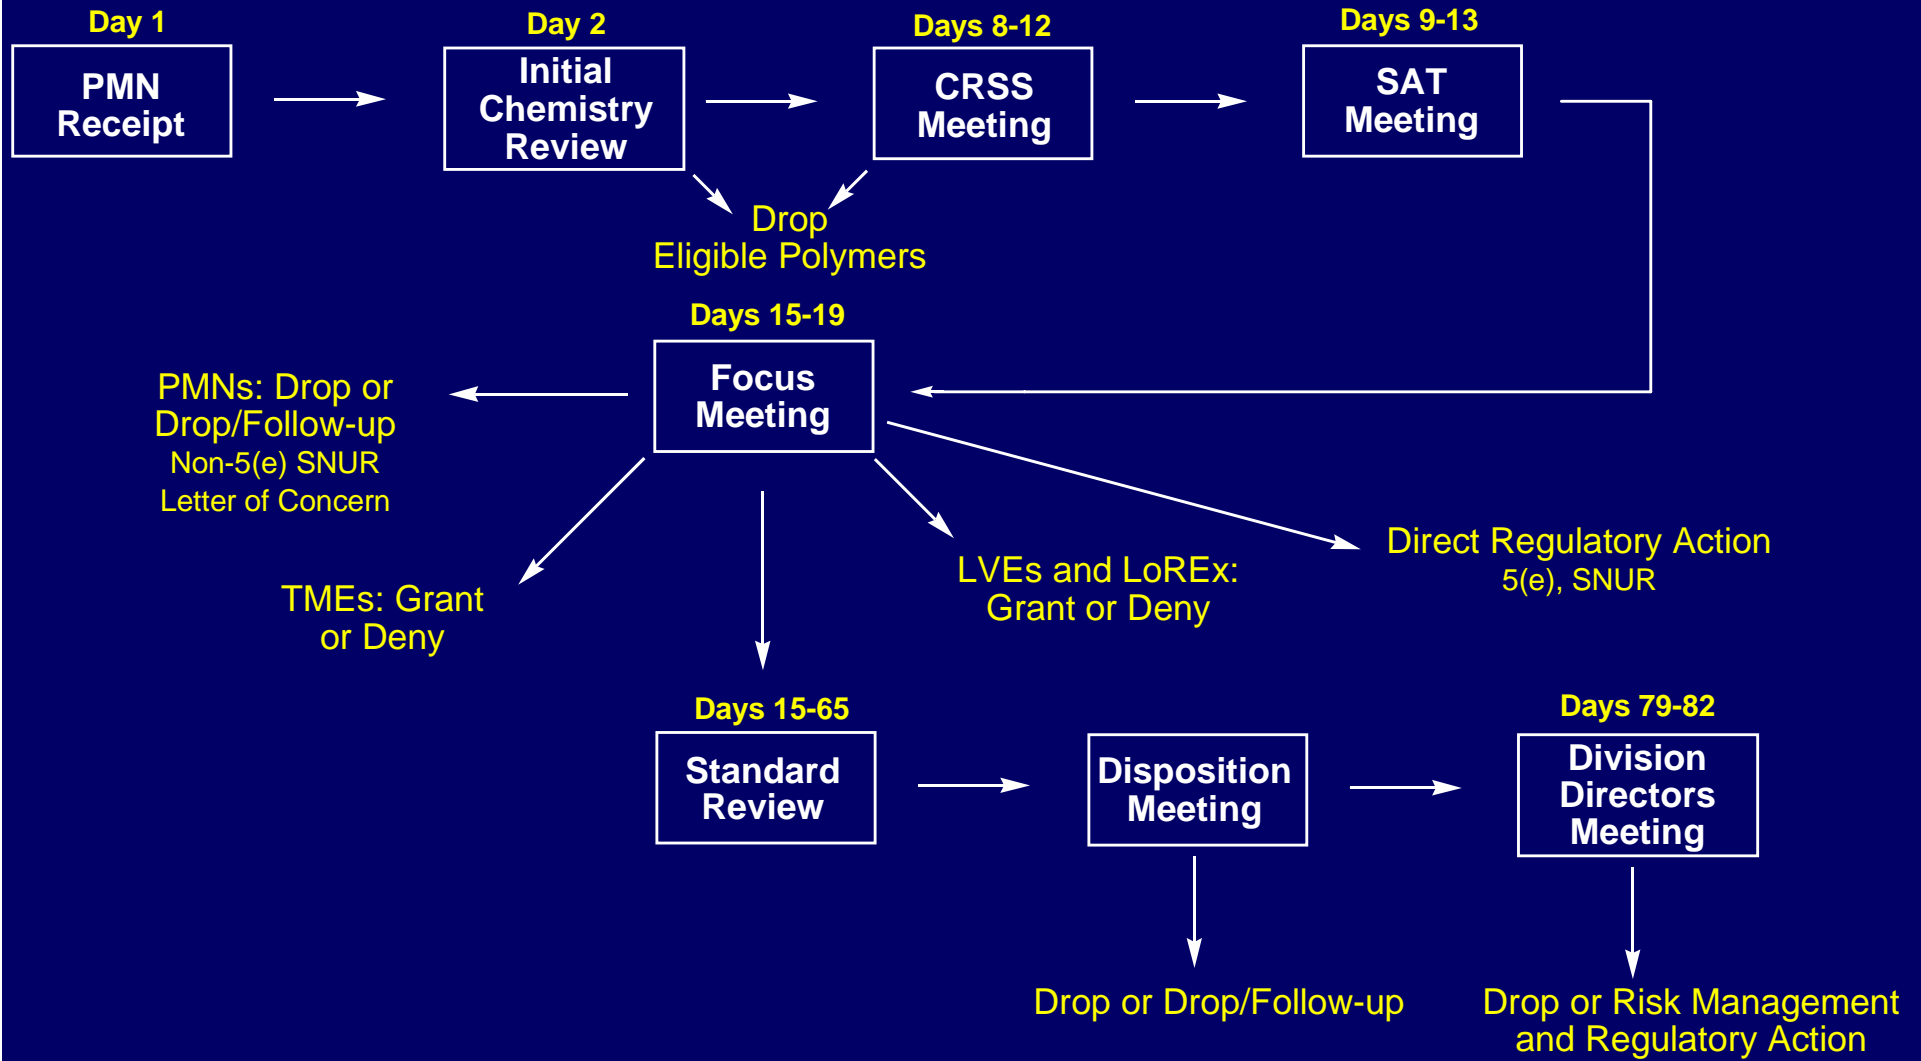 Day 1
PMN
Receipt
Day 2
Initial
Chemistry
Review
Days 8-12
CRSS
Meeting
Days 9-13
SAT
Meeting
Drop
Eligible Polymers
Days 15-19
Focus
Meeting
PMNs: Drop or
Drop/Follow-up
Non-5(e) SNUR
Letter of Concern
TMEs: Grant
or Deny
LVEs and LoREx:
Grant or Deny
Direct Regulatory Action
5(e), SNUR
Days 15-65
Standard
Review
Disposition
Meeting
Days 79-82
Division
Directors
Meeting
Drop or Drop/Follow-up
Drop or Risk Management
and Regulatory Action